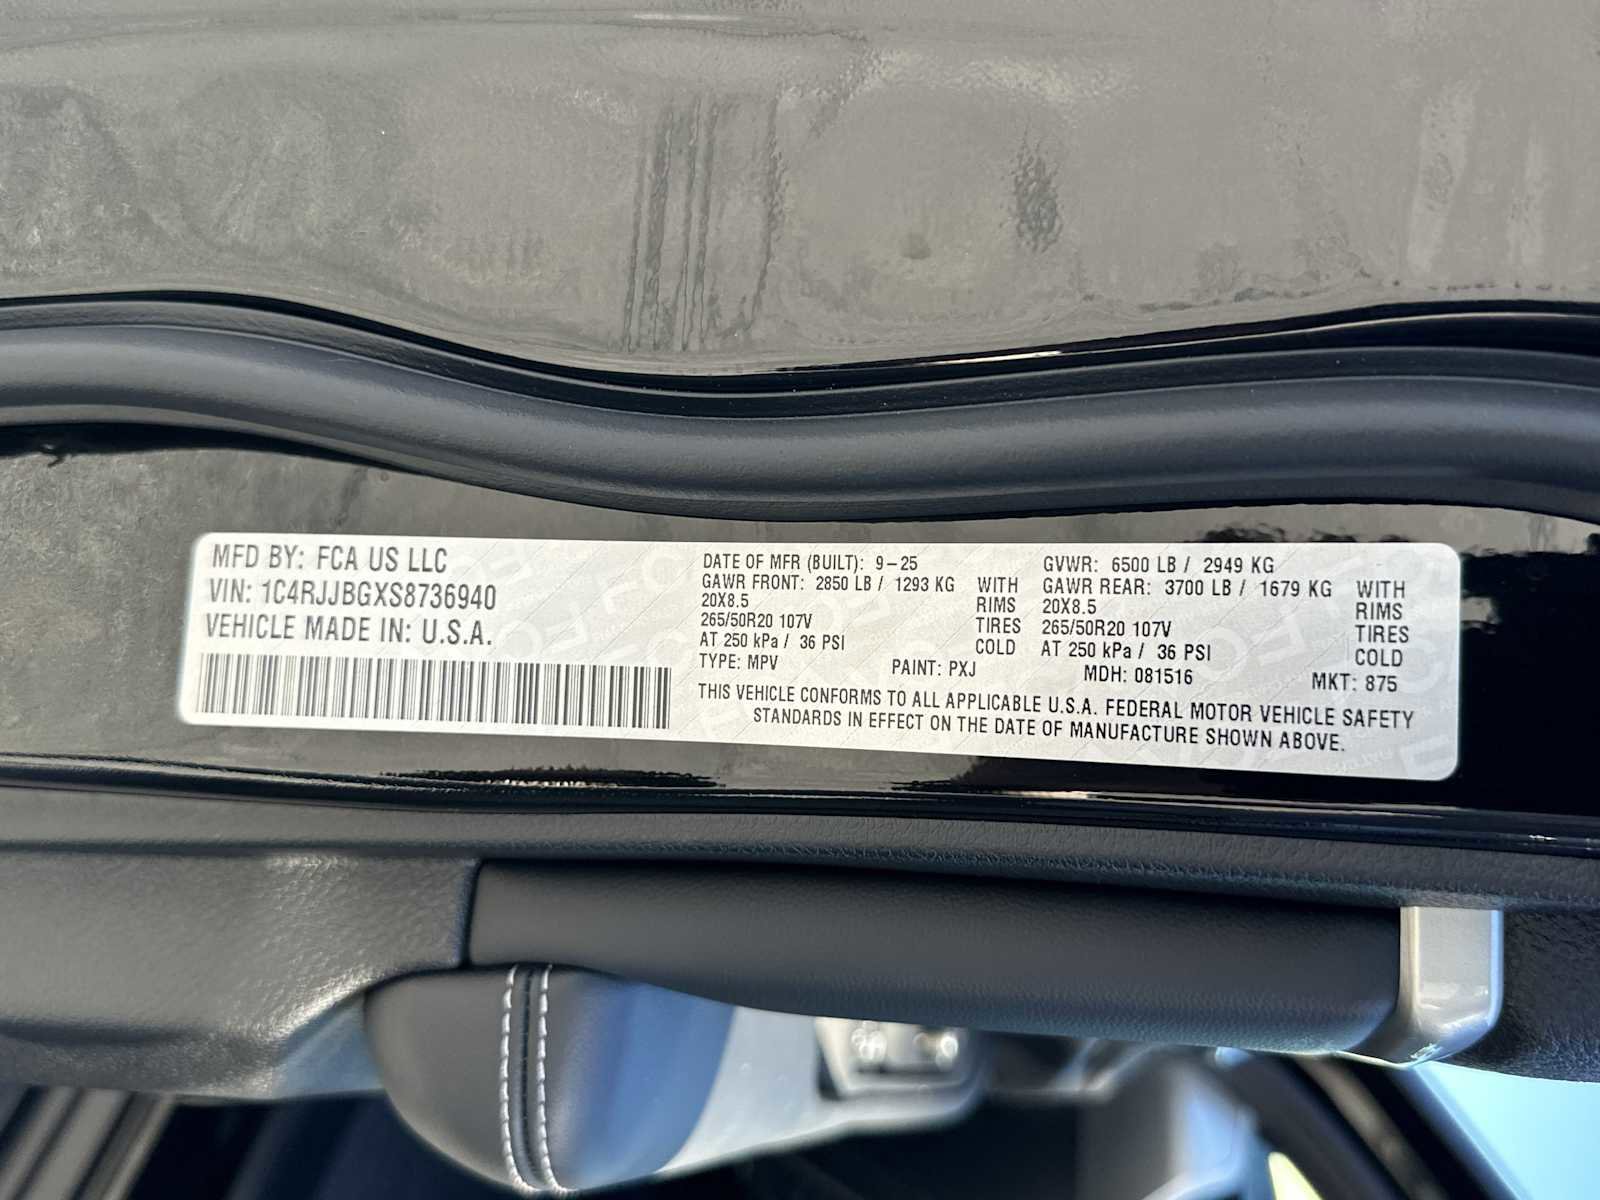 MFD BY: FCA US LLC
VIN: 1C4RJJBGXS8736940
VEHICLE MADE IN: U.S.A.
DATE OF MFR (BUILT): 9-25
GAWR FRONT: 2850 LB / 1293 KG WITH
20X8.5 RIMS
265/50R20 107V TIRES
AT 250 kPa / 36 PSI COLD
GVWR: 6500 LB / 2949 KG
GAWR REAR: 3700 LB / 1679 KG WITH
20X8.5 RIMS
265/50R20 107V TIRES
AT 250 kPa / 36 PSI COLD
TYPE: MPV PAINT: PXJ MDH: 081516 MKT: 875
THIS VEHICLE CONFORMS TO ALL APPLICABLE U.S.A. FEDERAL MOTOR VEHICLE SAFETY
STANDARDS IN EFFECT ON THE DATE OF MANUFACTURE SHOWN ABOVE.